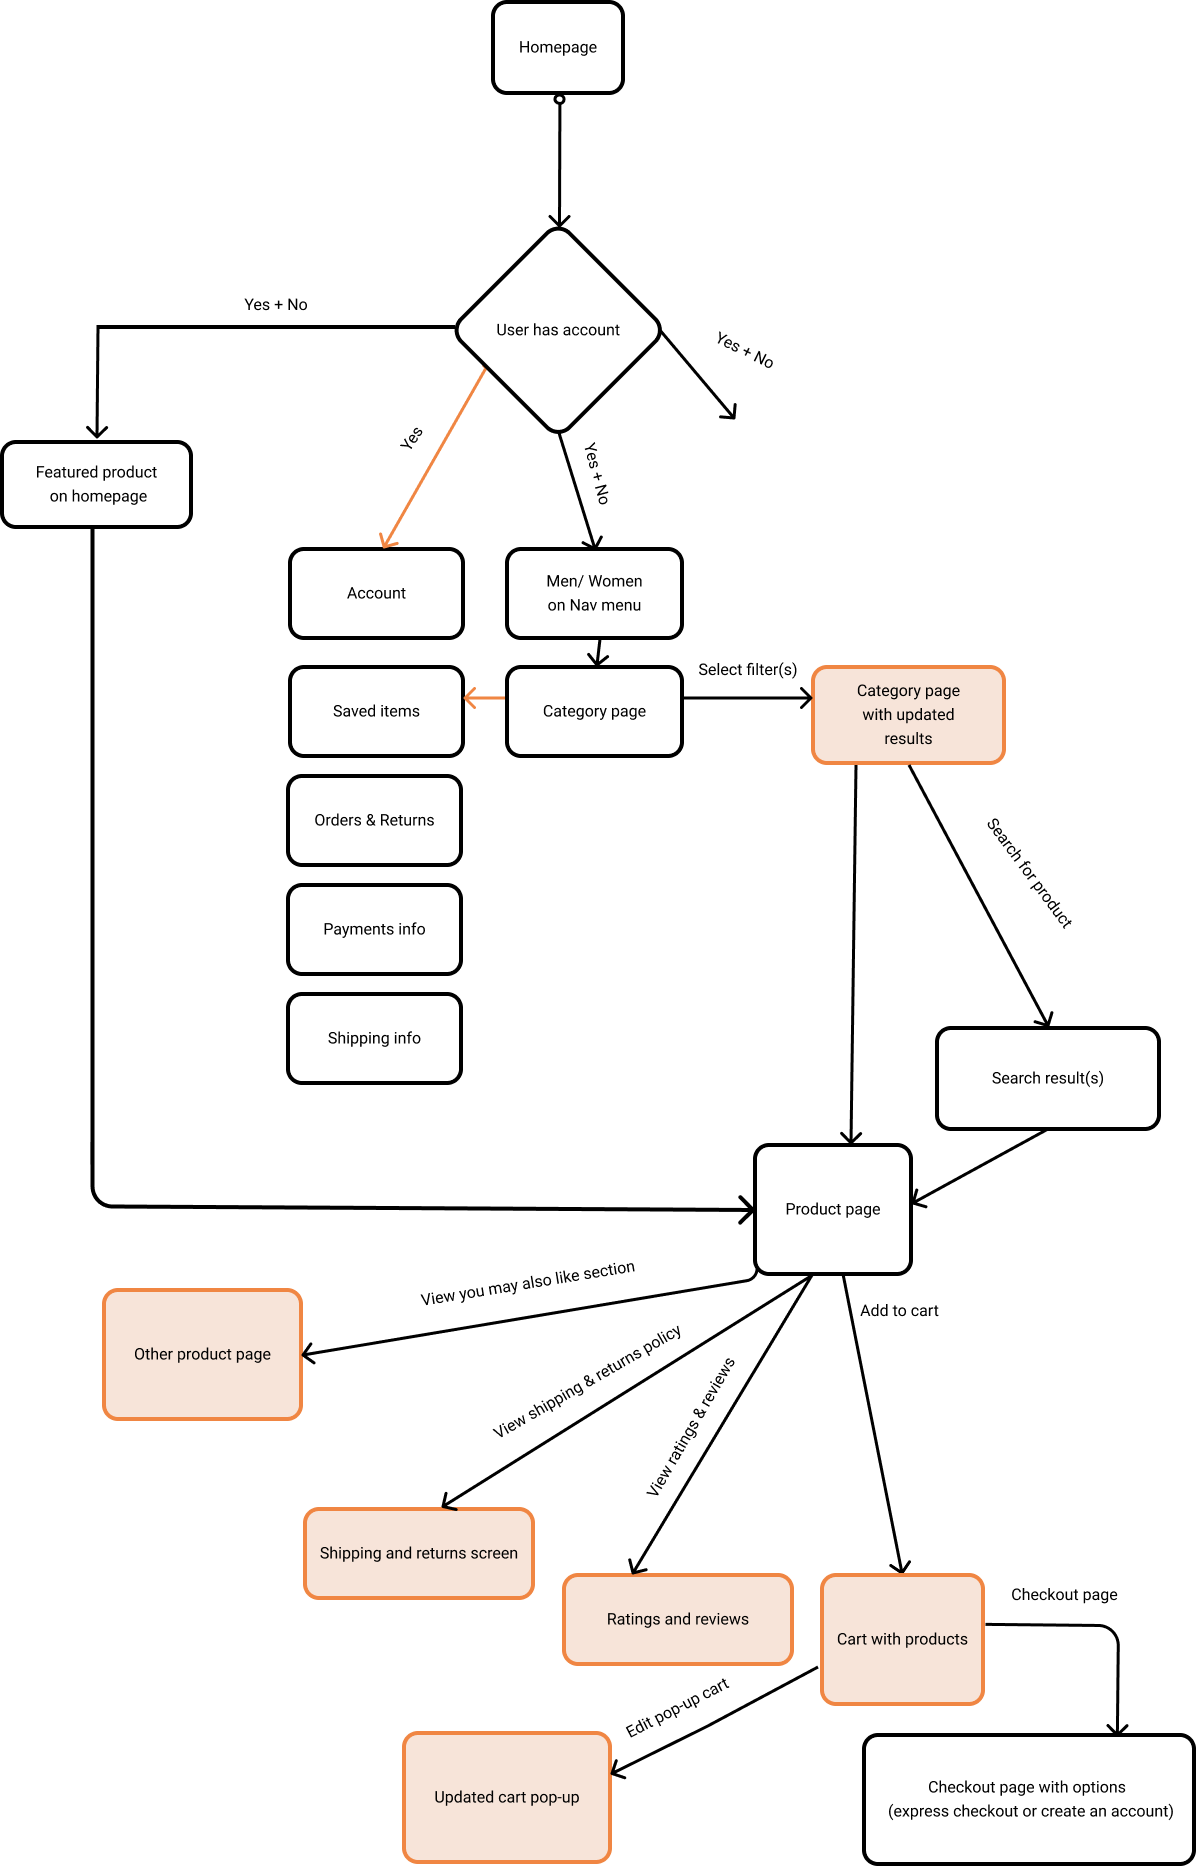 Homepage
User has account
Yes + No
Yes + No
Yes
Yes + No
Featured product
on homepage
Account
Men/ Women
on Nav menu
Saved items
Category page
Select filter(s)
Category page
with updated
results
Orders & Returns
Search for product
Payments info
Shipping info
Search result(s)
Product page
View you may also like section
Add to cart
Other product page
View shipping & returns policy
View ratings & reviews
Shipping and returns screen
Ratings and reviews
Cart with products
Checkout page
Edit pop-up cart
Updated cart pop-up
Checkout page with options
(express checkout or create an account)